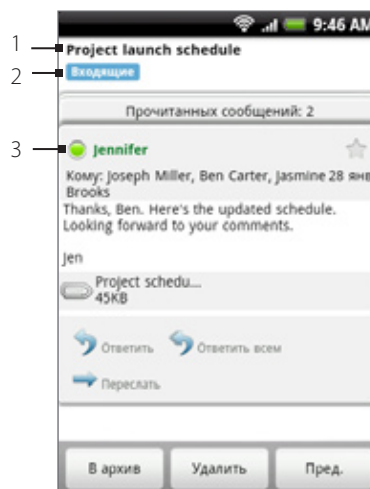 9:46 AM
1 Project launch schedule
2 Входящие
Прочитанных сообщений: 2
3 Jennifer
Кому: Joseph Miller, Ben Carter, Jasmine 28 янв
Brooks
Thanks, Ben. Here's the updated schedule.
Looking forward to your comments.
Jen
Project schedu...
45KB
Ответить Ответить всем
Переслать
В архив Удалить Пред.